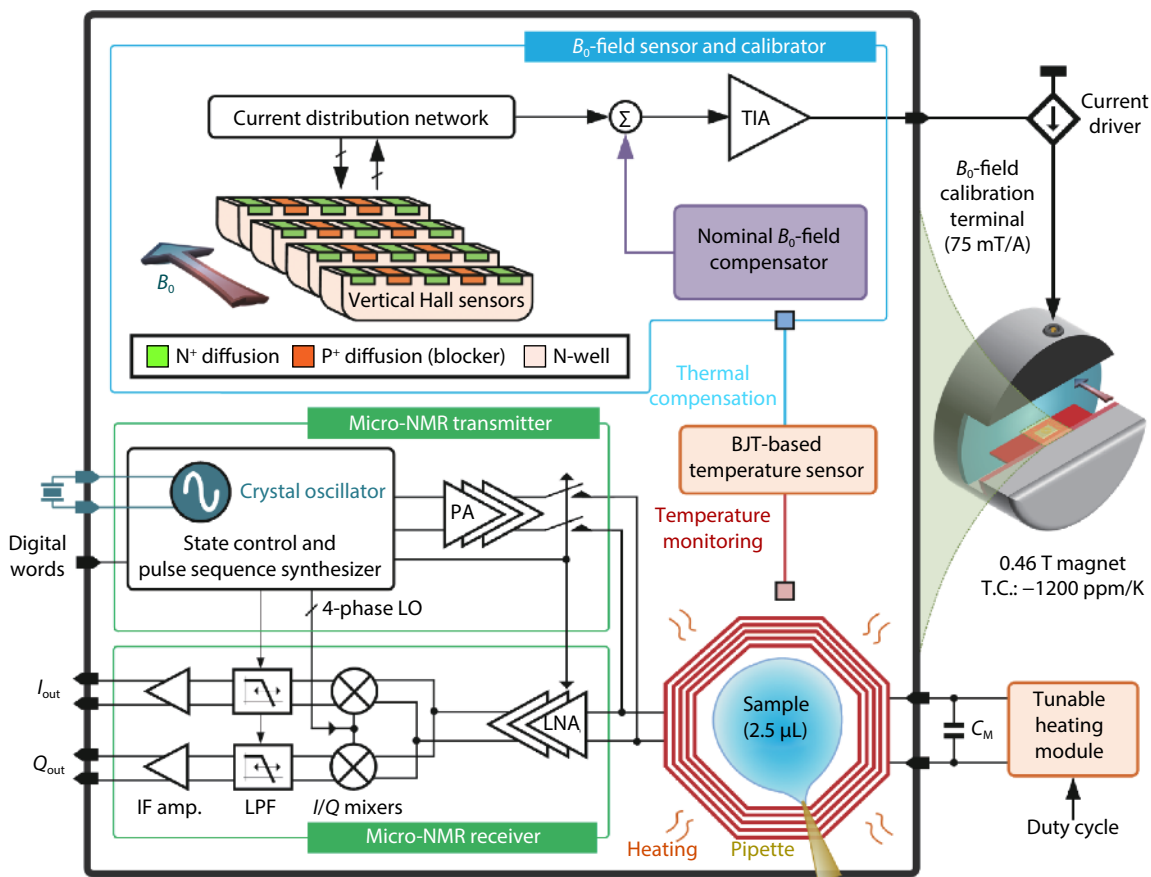 B₀-field sensor and calibrator
Current distribution network
Σ
TIA
Current
driver
B₀-field
calibration
terminal
(75 mT/A)
Nominal B₀-field
compensator
B₀
Vertical Hall sensors
N⁺ diffusion
P⁺ diffusion (blocker)
N-well
Thermal
compensation
Micro-NMR transmitter
BJT-based
temperature sensor
Crystal oscillator
PA
State control and
pulse sequence synthesizer
Digital
words
Temperature
monitoring
0.46 T magnet
T.C.: −1200 ppm/K
4-phase LO
I_out
Q_out
LNA
Sample
(2.5 μL)
C_M
Tunable
heating
module
IF amp.
LPF
I/Q mixers
Micro-NMR receiver
Heating
Pipette
Duty cycle